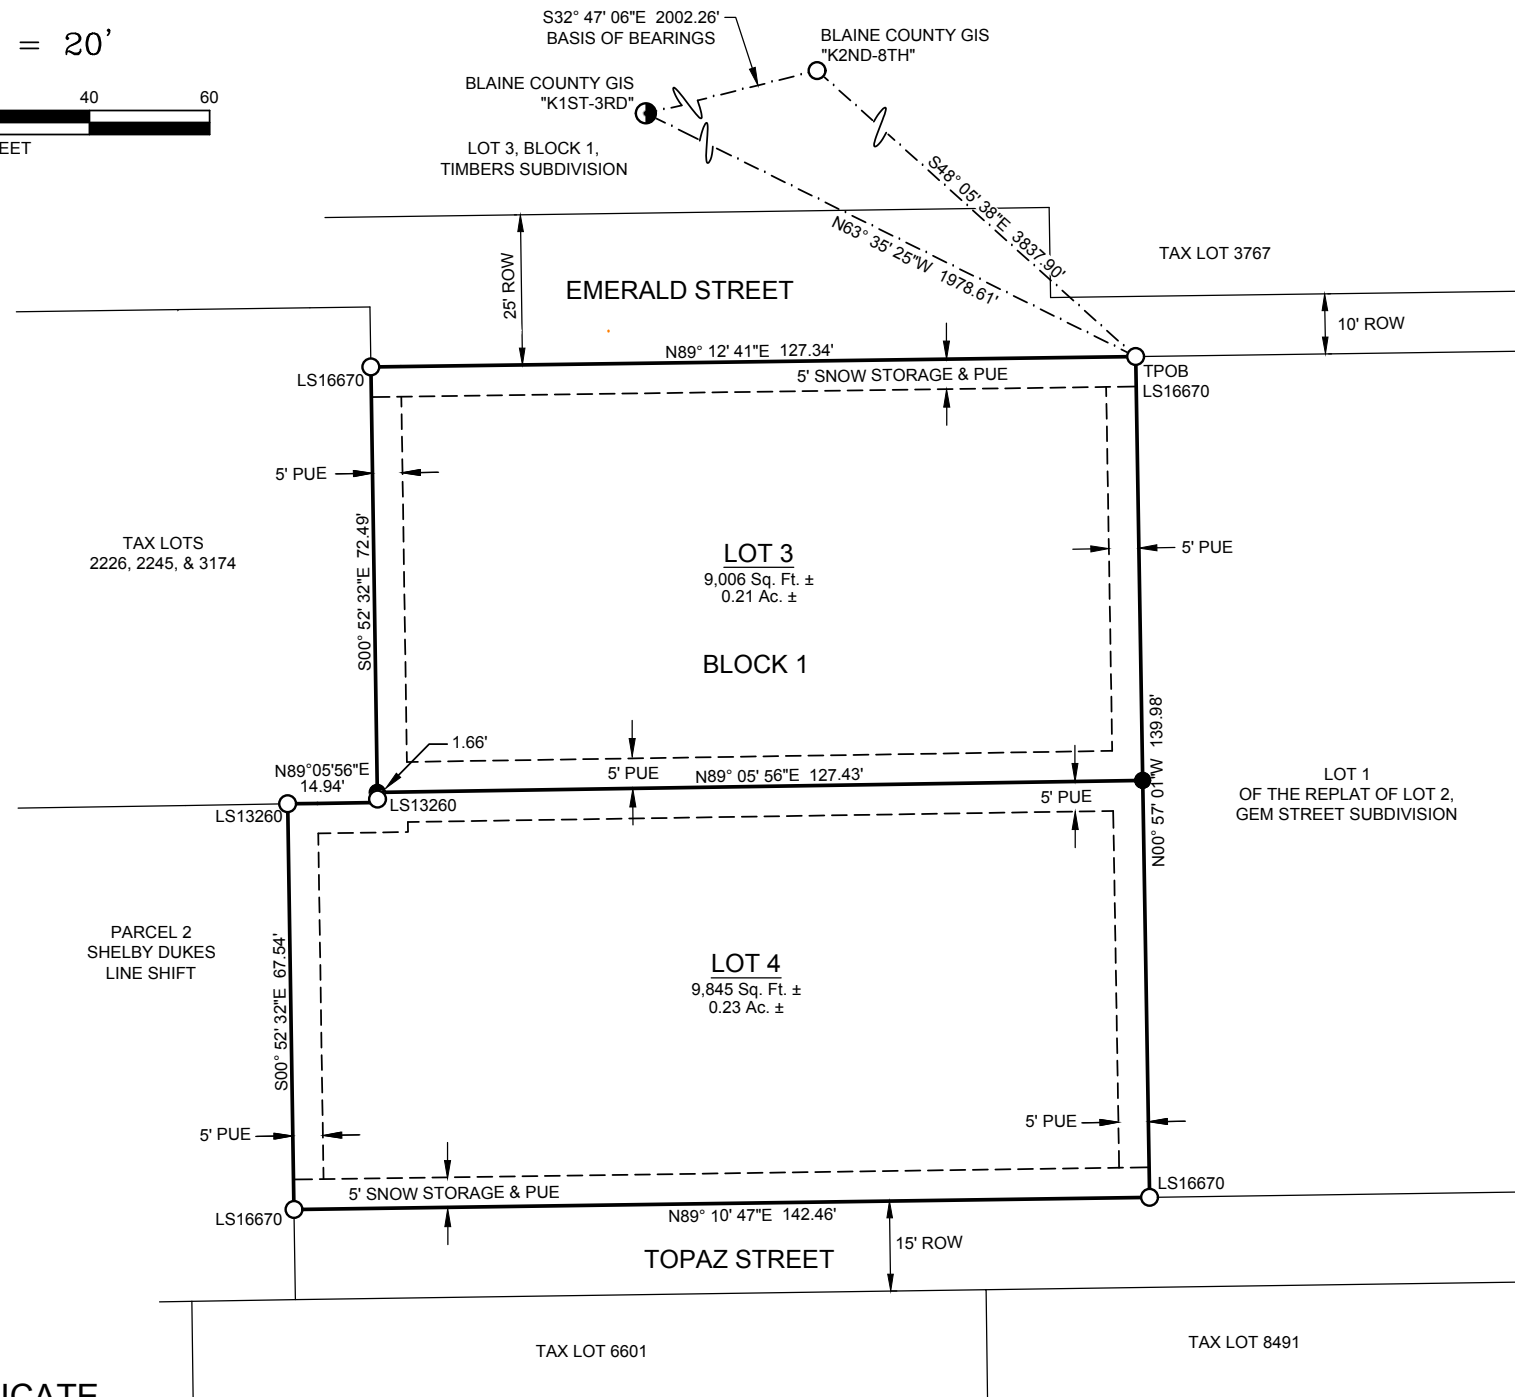 = 20'
40
60
EET
S32° 47' 06"E 2002.26'
BASIS OF BEARINGS
BLAINE COUNTY GIS
"K2ND-8TH"
BLAINE COUNTY GIS
"K1ST-3RD"
LOT 3, BLOCK 1,
TIMBERS SUBDIVISION
S48° 05' 38"E 3837.90'
N63° 35' 25"W 1978.61'
TAX LOT 3767
25' ROW
EMERALD STREET
10' ROW
N89° 12' 41"E 127.34'
LS16670
5' SNOW STORAGE & PUE
TPOB
LS16670
5' PUE
TAX LOTS
2226, 2245, & 3174
S00° 52' 32"E 72.49'
LOT 3
9,006 Sq. Ft. ±
0.21 Ac. ±
5' PUE
BLOCK 1
1.66'
N89°05'56"E
14.94'
5' PUE
N89° 05' 56"E 127.43'
N00° 57' 01"W 139.98'
LS13260
LS13260
5' PUE
LOT 1
OF THE REPLAT OF LOT 2,
GEM STREET SUBDIVISION
PARCEL 2
SHELBY DUKES
LINE SHIFT
S00° 52' 32"E 67.54'
LOT 4
9,845 Sq. Ft. ±
0.23 Ac. ±
5' PUE
5' PUE
5' SNOW STORAGE & PUE
LS16670
LS16670
N89° 10' 47"E 142.46'
TOPAZ STREET
15' ROW
TAX LOT 6601
TAX LOT 8491
ICATE